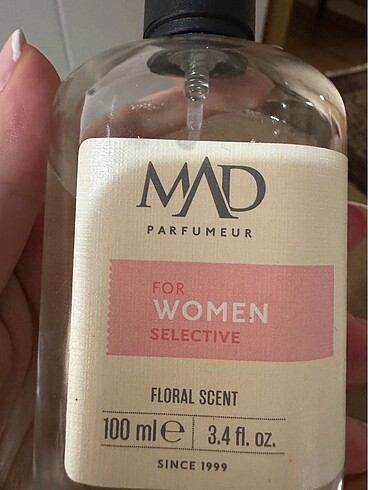 MAD
PARFUMEUR
FOR
WOMEN
SELECTIVE
FLORAL SCENT
100 ml ℮ 3.4 fl. oz.
SINCE 1999